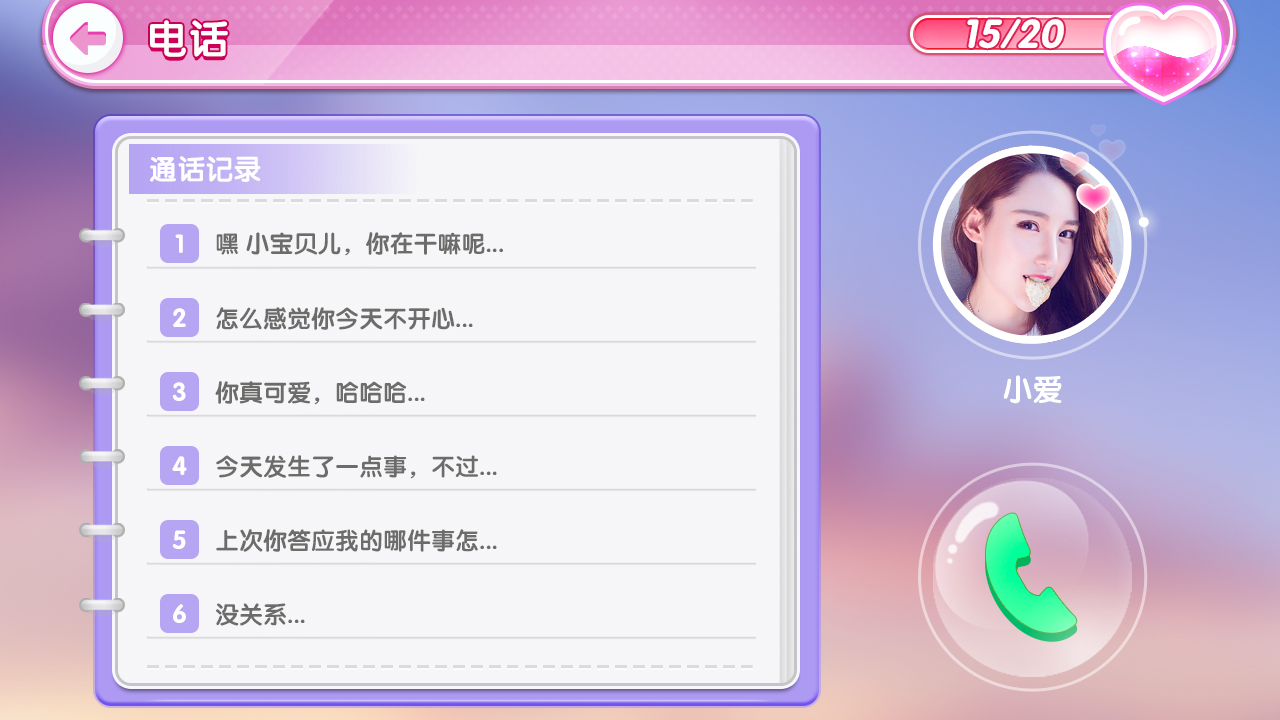 电话
15/20
通话记录
1 嘿 小宝贝儿，你在干嘛呢...
2 怎么感觉你今天不开心...
3 你真可爱，哈哈哈...
4 今天发生了一点事，不过...
5 上次你答应我的哪件事怎...
6 没关系...
小爱